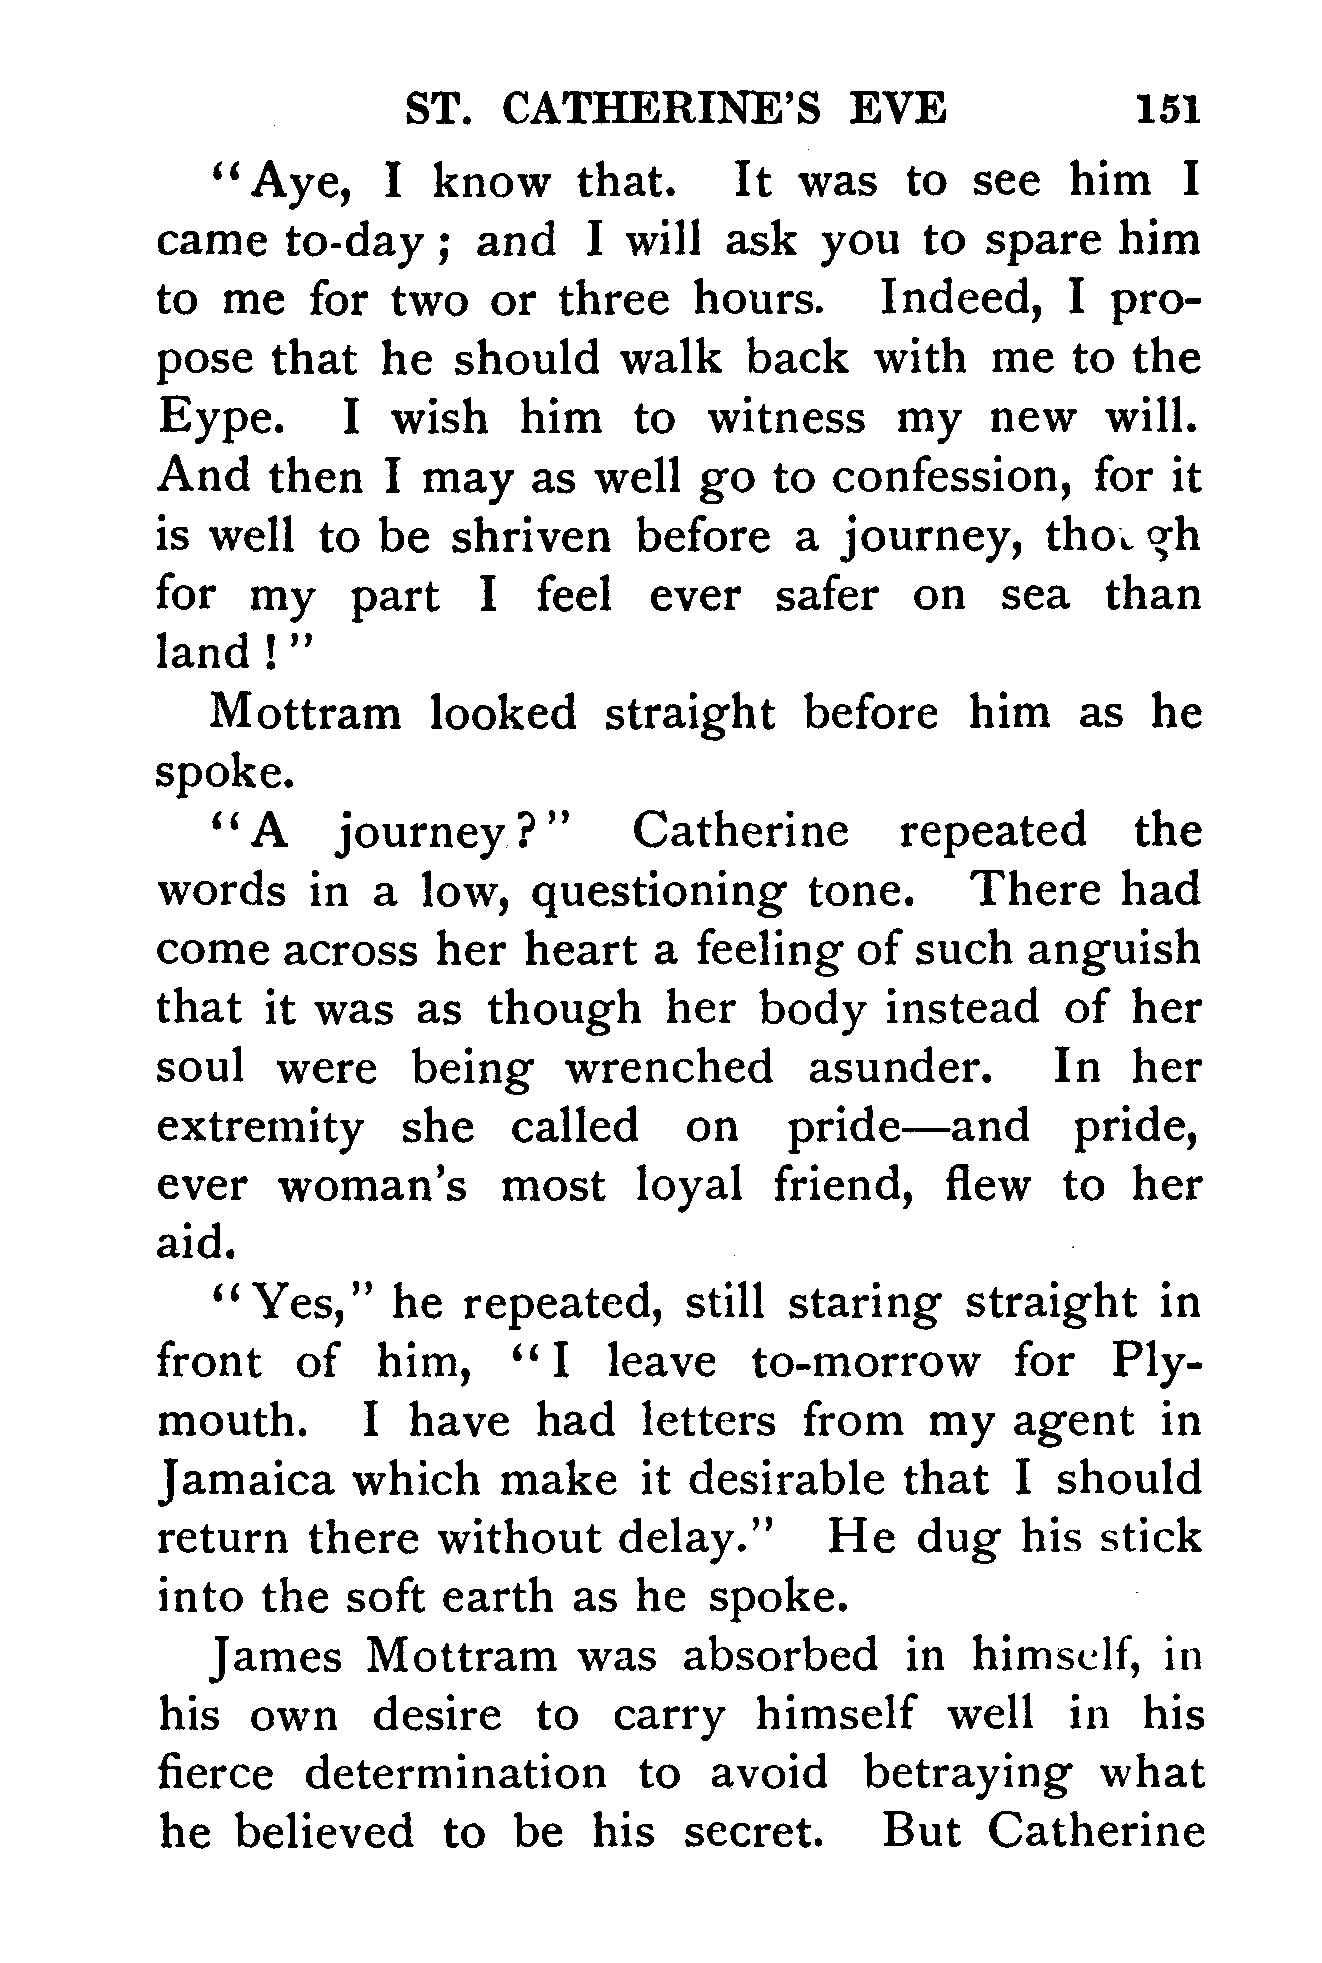 ST. CATHERINE'S EVE 151
“Aye, I know that. It was to see him I
came to-day; and I will ask you to spare him
to me for two or three hours. Indeed, I pro-
pose that he should walk back with me to the
Eype. I wish him to witness my new will.
And then I may as well go to confession, for it
is well to be shriven before a journey, though
for my part I feel ever safer on sea than
land!”
Mottram looked straight before him as he
spoke.
“A journey?” Catherine repeated the
words in a low, questioning tone. There had
come across her heart a feeling of such anguish
that it was as though her body instead of her
soul were being wrenched asunder. In her
extremity she called on pride—and pride,
ever woman's most loyal friend, flew to her
aid.
“Yes,” he repeated, still staring straight in
front of him, “I leave to-morrow for Ply-
mouth. I have had letters from my agent in
Jamaica which make it desirable that I should
return there without delay.” He dug his stick
into the soft earth as he spoke.
James Mottram was absorbed in himself, in
his own desire to carry himself well in his
fierce determination to avoid betraying what
he believed to be his secret. But Catherine